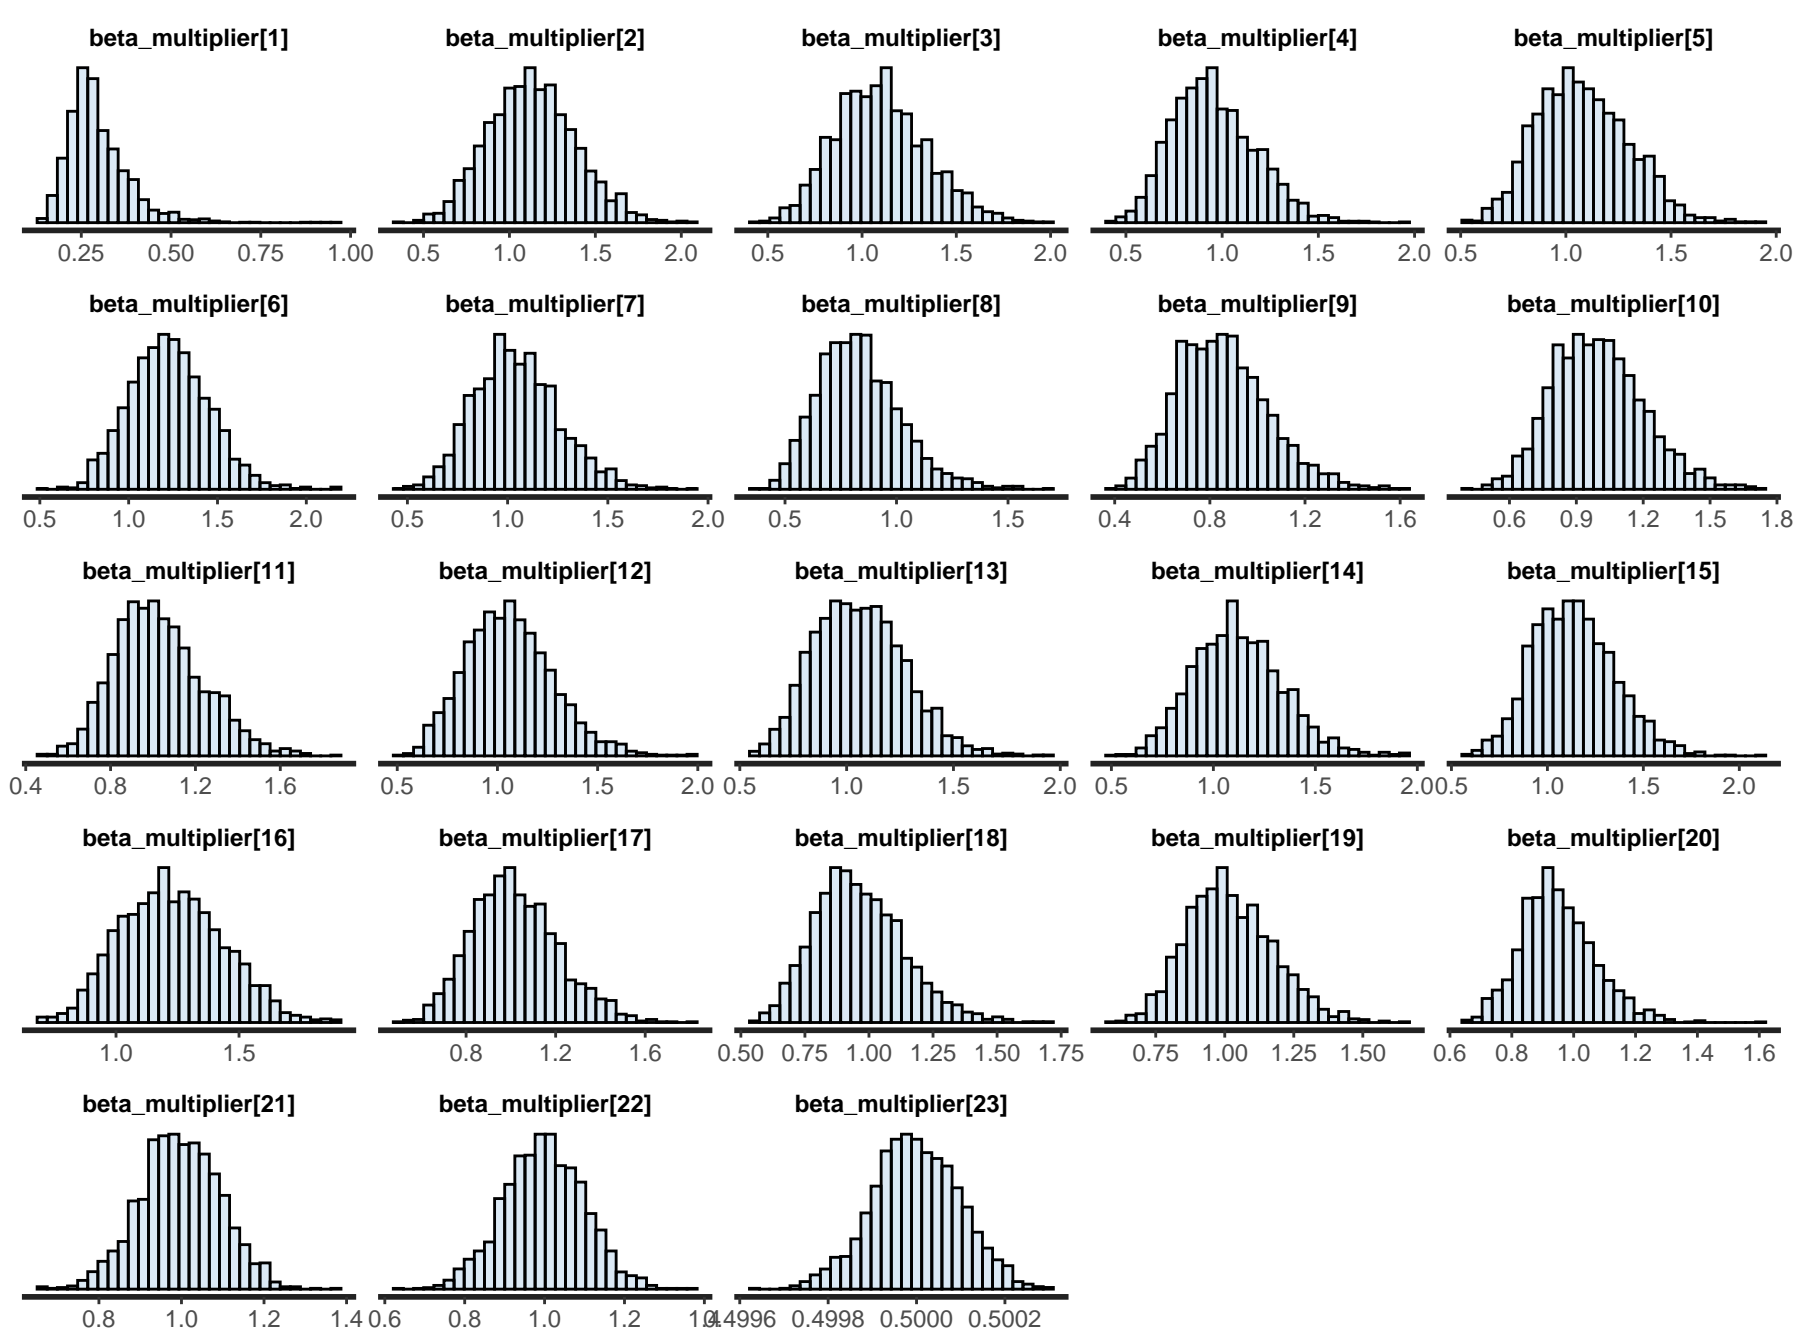 beta_multiplier[1] beta_multiplier[2] beta_multiplier[3] beta_multiplier[4] beta_multiplier[5]
0.25 0.50 0.75 1.00 0.5 1.0 1.5 2.0 0.5 1.0 1.5 2.0 0.5 1.0 1.5 2.0 0.5 1.0 1.5 2.0
beta_multiplier[6] beta_multiplier[7] beta_multiplier[8] beta_multiplier[9] beta_multiplier[10]
0.5 1.0 1.5 2.0 0.5 1.0 1.5 2.0 0.5 1.0 1.5 0.4 0.8 1.2 1.6 0.6 0.9 1.2 1.5 1.8
beta_multiplier[11] beta_multiplier[12] beta_multiplier[13] beta_multiplier[14] beta_multiplier[15]
0.4 0.8 1.2 1.6 0.5 1.0 1.5 2.0 0.5 1.0 1.5 2.0 0.5 1.0 1.5 2.0 0.5 1.0 1.5 2.0
beta_multiplier[16] beta_multiplier[17] beta_multiplier[18] beta_multiplier[19] beta_multiplier[20]
1.0 1.5 0.8 1.2 1.6 0.50 0.75 1.00 1.25 1.50 1.75 0.75 1.00 1.25 1.50 0.6 0.8 1.0 1.2 1.4 1.6
beta_multiplier[21] beta_multiplier[22] beta_multiplier[23]
0.8 1.0 1.2 1.4 0.6 0.8 1.0 1.2 1.4 0.4996 0.4998 0.5000 0.5002